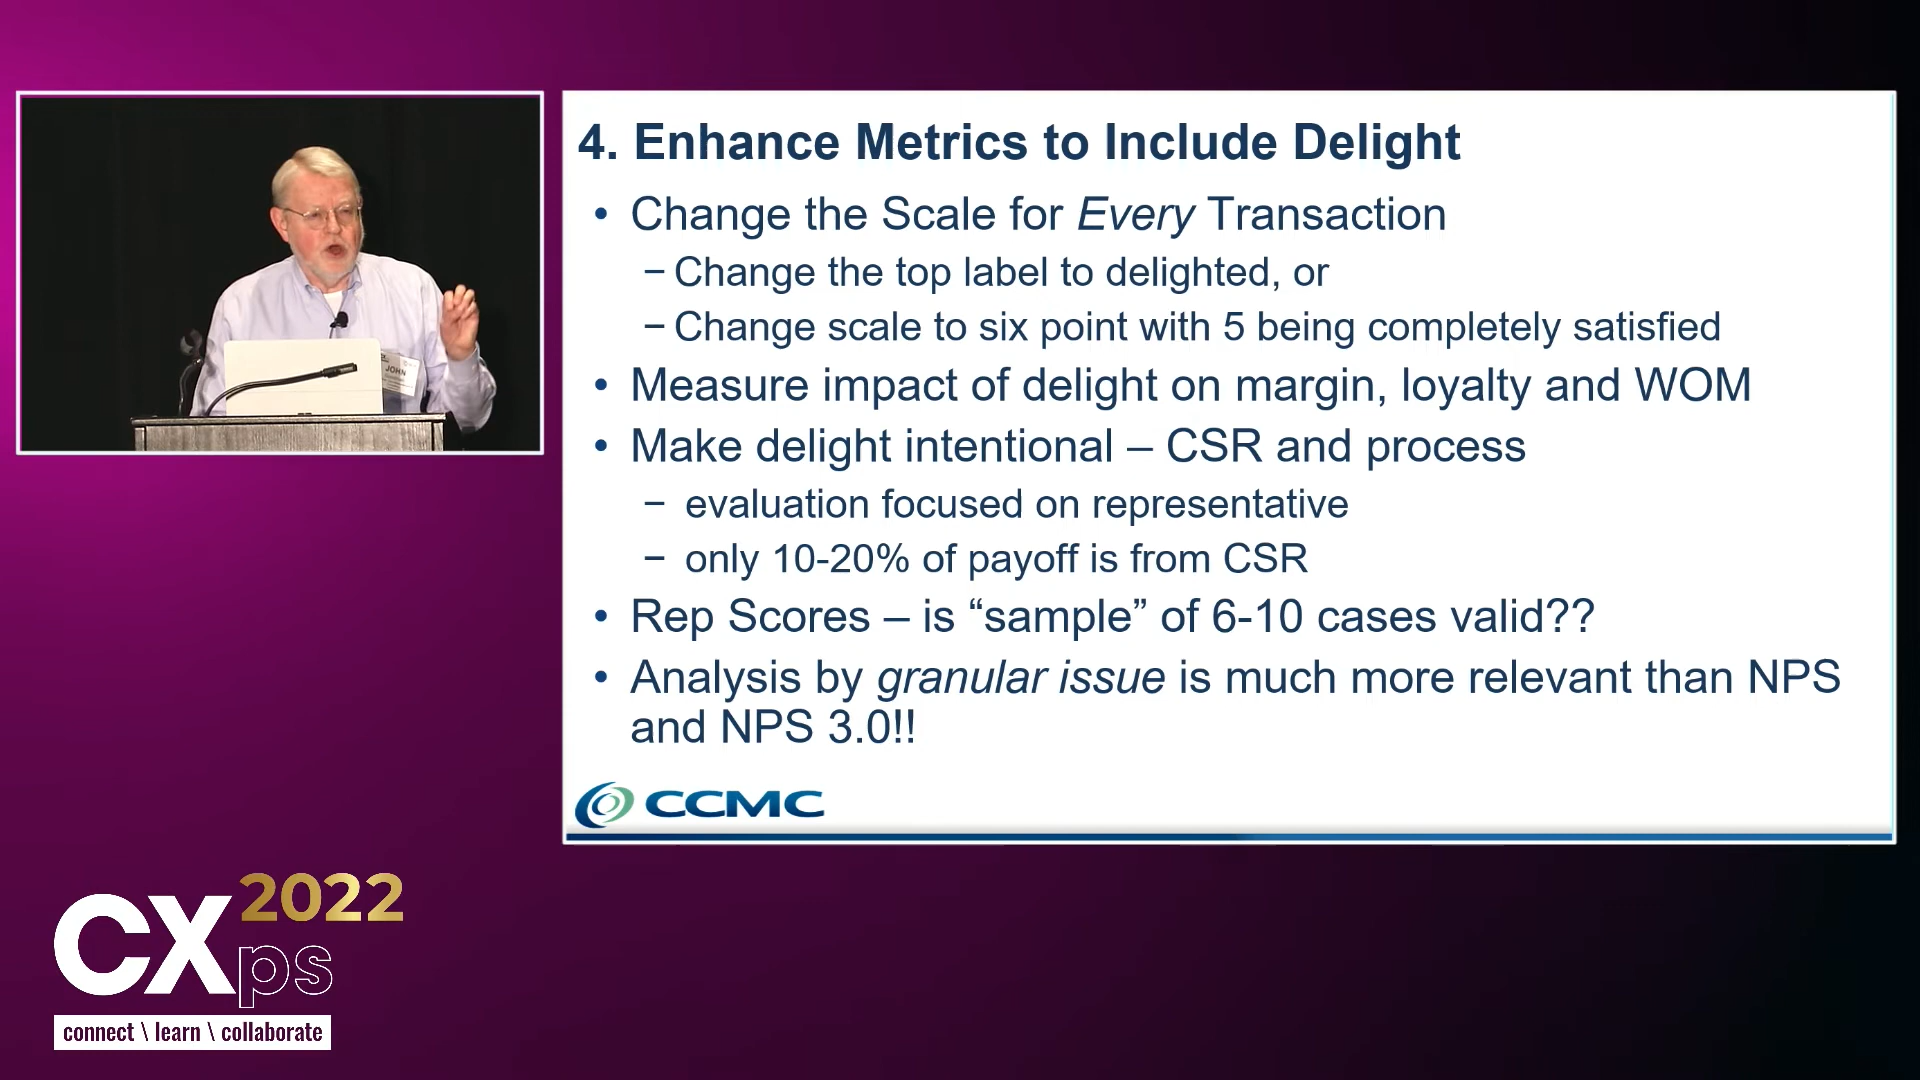 4. Enhance Metrics to Include Delight
• Change the Scale for Every Transaction
– Change the top label to delighted, or
– Change scale to six point with 5 being completely satisfied
• Measure impact of delight on margin, loyalty and WOM
• Make delight intentional – CSR and process
– evaluation focused on representative
– only 10-20% of payoff is from CSR
• Rep Scores – is “sample” of 6-10 cases valid??
• Analysis by granular issue is much more relevant than NPS
and NPS 3.0!!
CCMC
JOHN
CX 2022
ps
connect \ learn \ collaborate